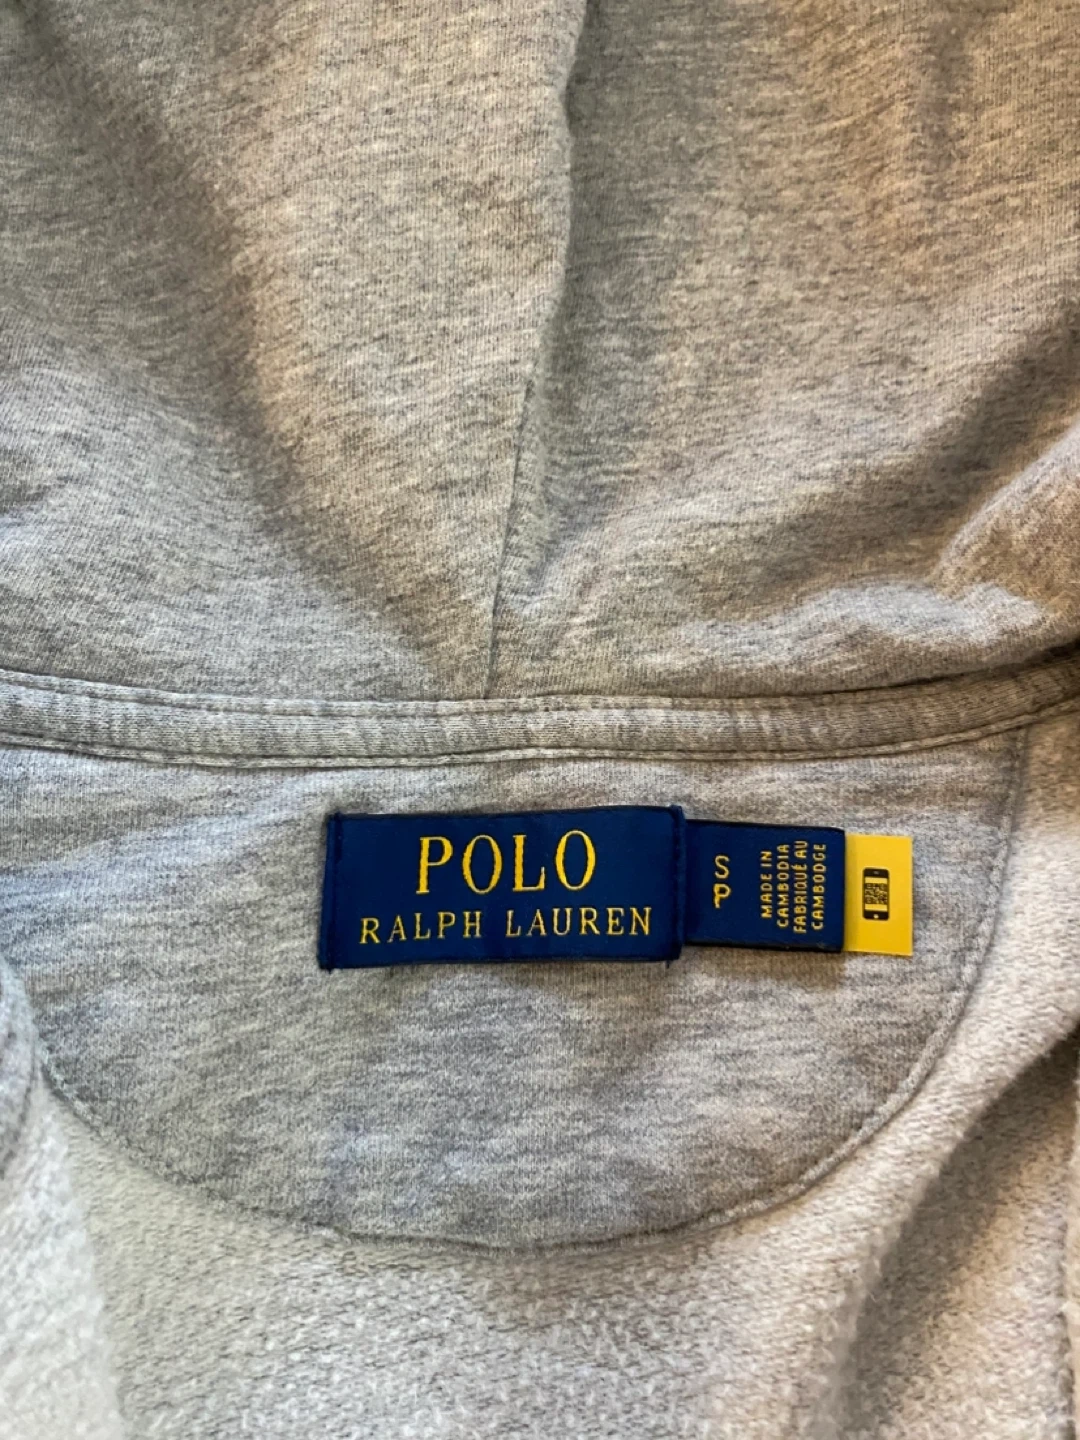 POLO
RALPH LAUREN
S
P
MADE IN
CAMBODIA
FABRIQUÉ AU
CAMBODGE